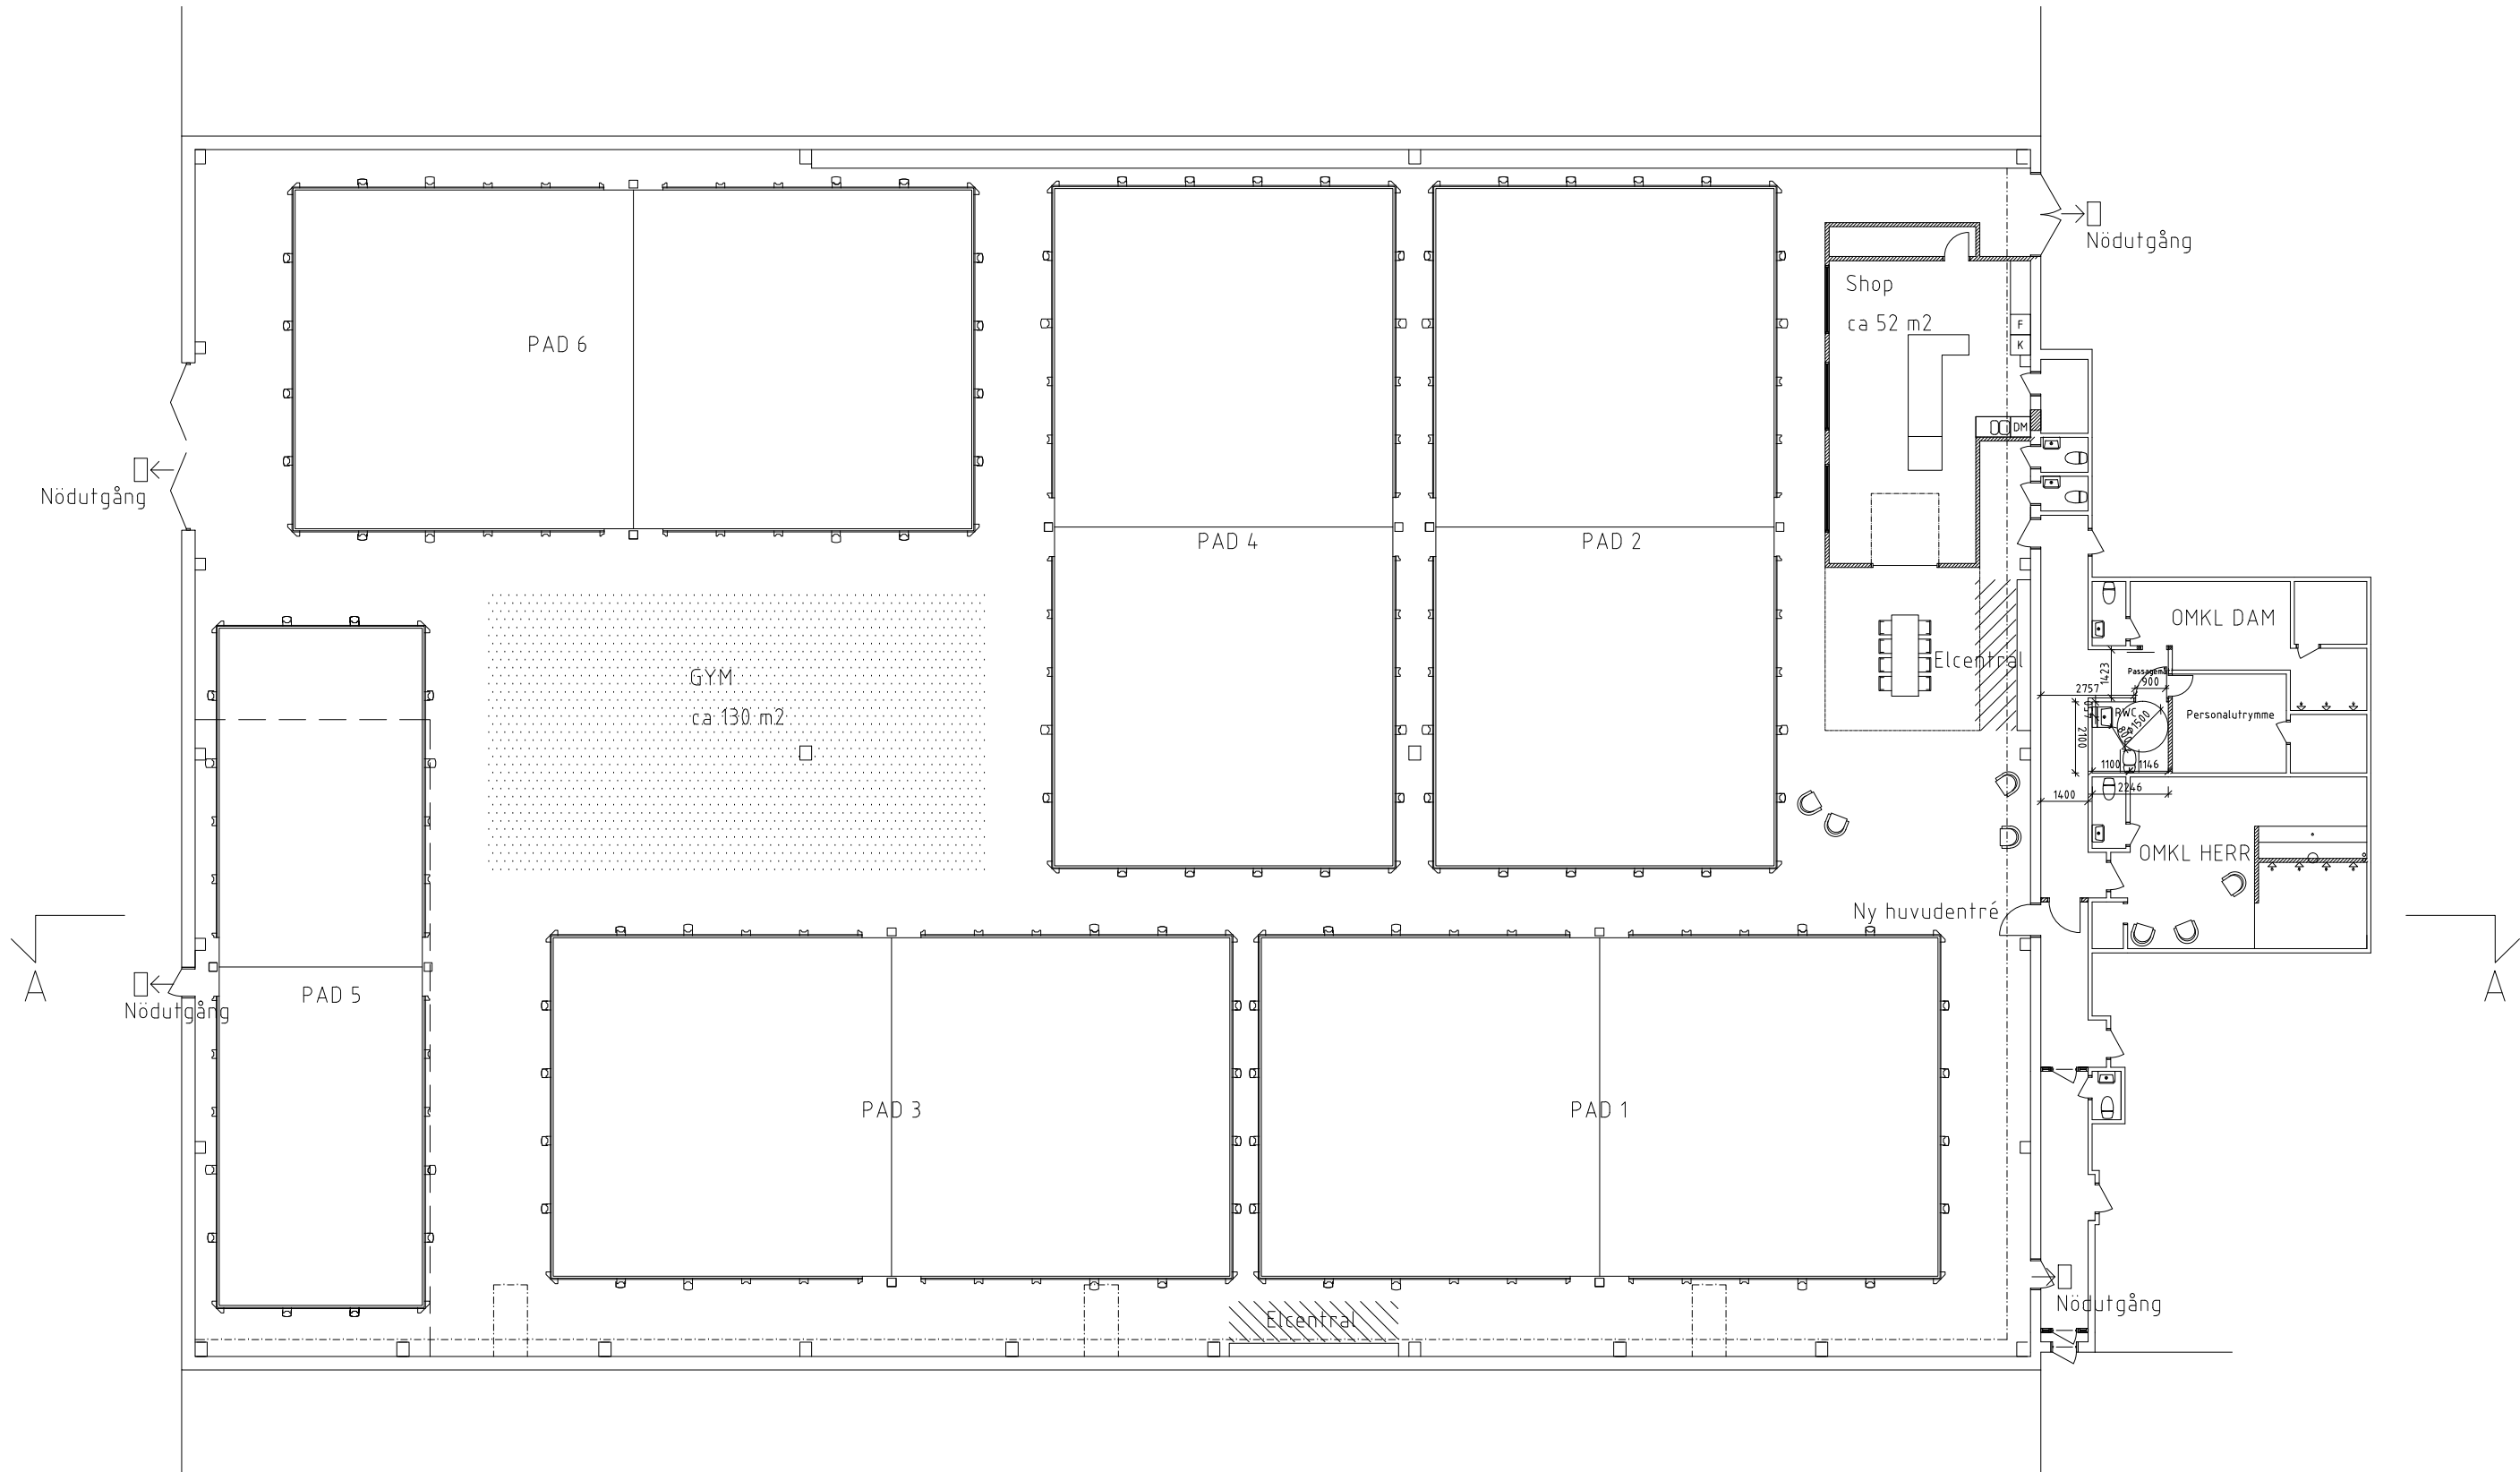 Nödutgång
Shop
ca 52 m2
F
K
PAD 6
DM
Nödutgång
PAD 4
PAD 2
OMKL DAM
Elcentral
GYM
ca 130 m2
1423
Passagemått
900
2757
RWC
Ø1500
Personalutrymme
2100
1100
1146
2246
1400
OMKL HERR
Ny huvudentré
A
A
PAD 5
Nödutgång
PAD 3
PAD 1
Nödutgång
Elcentral